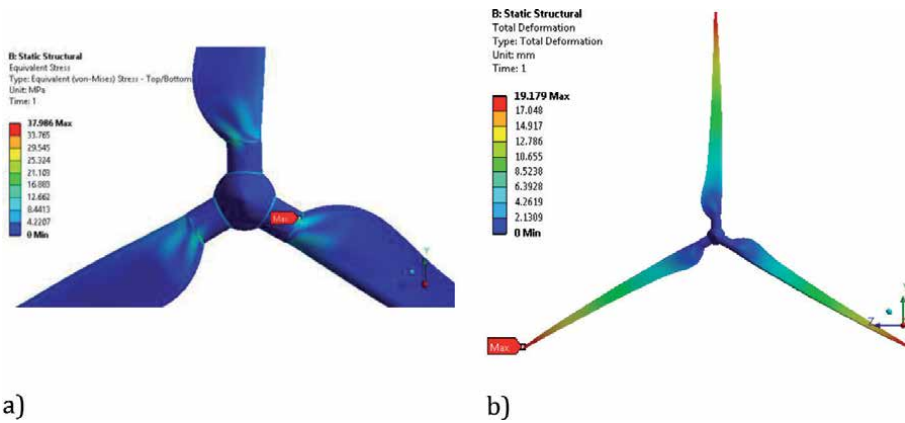 B: Static Structural
Equivalent Stress
Type: Equivalent (von-Mises) Stress - Top/Bottom
Unit: MPa
Time: 1
37.986 Max
33.765
29.545
25.324
21.103
16.883
12.662
8.4413
4.2207
0 Min
Max
Y
a)
B: Static Structural
Total Deformation
Type: Total Deformation
Unit: mm
Time: 1
19.179 Max
17.048
14.917
12.786
10.655
8.5238
6.3928
4.2619
2.1309
0 Min
Max
Z
Y
b)